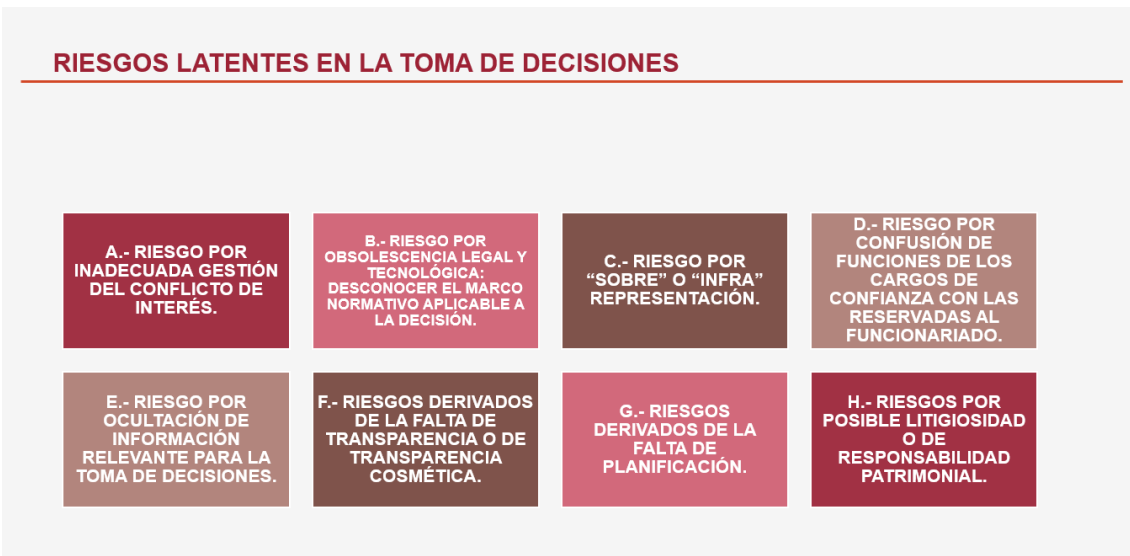 RIESGOS LATENTES EN LA TOMA DE DECISIONES
A.- RIESGO POR
INADECUADA GESTIÓN
DEL CONFLICTO DE
INTERÉS.
B.- RIESGO POR
OBSOLESCENCIA LEGAL Y
TECNOLÓGICA:
DESCONOCER EL MARCO
NORMATIVO APLICABLE A
LA DECISIÓN.
C.- RIESGO POR
“SOBRE” O “INFRA”
REPRESENTACIÓN.
D.- RIESGO POR
CONFUSIÓN DE
FUNCIONES DE LOS
CARGOS DE
CONFIANZA CON LAS
RESERVADAS AL
FUNCIONARIADO.
E.- RIESGO POR
OCULTACIÓN DE
INFORMACIÓN
RELEVANTE PARA LA
TOMA DE DECISIONES.
F.- RIESGOS DERIVADOS
DE LA FALTA DE
TRANSPARENCIA O DE
TRANSPARENCIA
COSMÉTICA.
G.- RIESGOS
DERIVADOS DE LA
FALTA DE
PLANIFICACIÓN.
H.- RIESGOS POR
POSIBLE LITIGIOSIDAD
O DE
RESPONSABILIDAD
PATRIMONIAL.